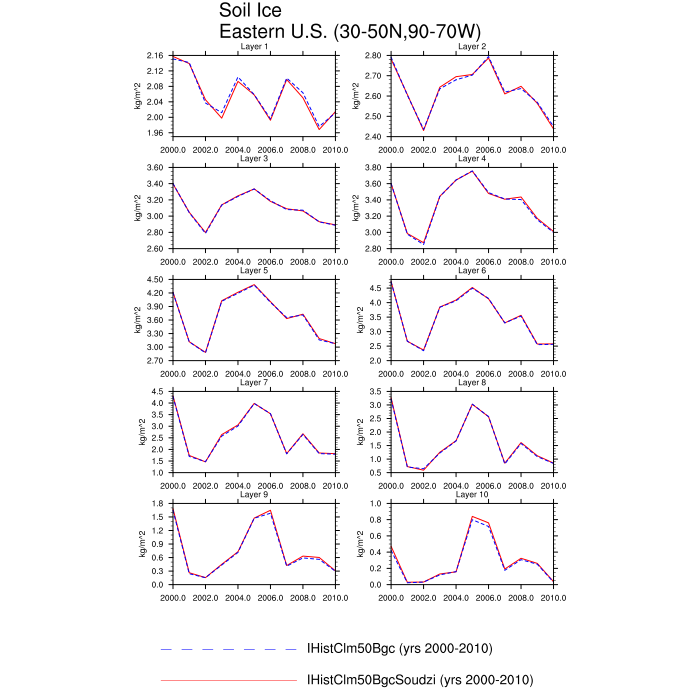 Soil Ice
Eastern U.S. (30-50N,90-70W)
Layer 1
Layer 2
2.16
2.12
2.08
2.04
2.00
1.96
kg/m^2
2000.0 2002.0 2004.0 2006.0 2008.0 2010.0
2.80
2.70
2.60
2.50
2.40
kg/m^2
2000.0 2002.0 2004.0 2006.0 2008.0 2010.0
Layer 3
Layer 4
3.60
3.40
3.20
3.00
2.80
2.60
kg/m^2
2000.0 2002.0 2004.0 2006.0 2008.0 2010.0
3.80
3.60
3.40
3.20
3.00
2.80
kg/m^2
2000.0 2002.0 2004.0 2006.0 2008.0 2010.0
Layer 5
Layer 6
4.50
4.20
3.90
3.60
3.30
3.00
2.70
kg/m^2
2000.0 2002.0 2004.0 2006.0 2008.0 2010.0
4.5
4.0
3.5
3.0
2.5
2.0
kg/m^2
2000.0 2002.0 2004.0 2006.0 2008.0 2010.0
Layer 7
Layer 8
4.5
4.0
3.5
3.0
2.5
2.0
1.5
1.0
kg/m^2
2000.0 2002.0 2004.0 2006.0 2008.0 2010.0
3.5
3.0
2.5
2.0
1.5
1.0
0.5
kg/m^2
2000.0 2002.0 2004.0 2006.0 2008.0 2010.0
Layer 9
Layer 10
1.8
1.5
1.2
0.9
0.6
0.3
0.0
kg/m^2
2000.0 2002.0 2004.0 2006.0 2008.0 2010.0
1.0
0.8
0.6
0.4
0.2
0.0
kg/m^2
2000.0 2002.0 2004.0 2006.0 2008.0 2010.0
IHistClm50Bgc (yrs 2000-2010)
IHistClm50BgcSoudzi (yrs 2000-2010)